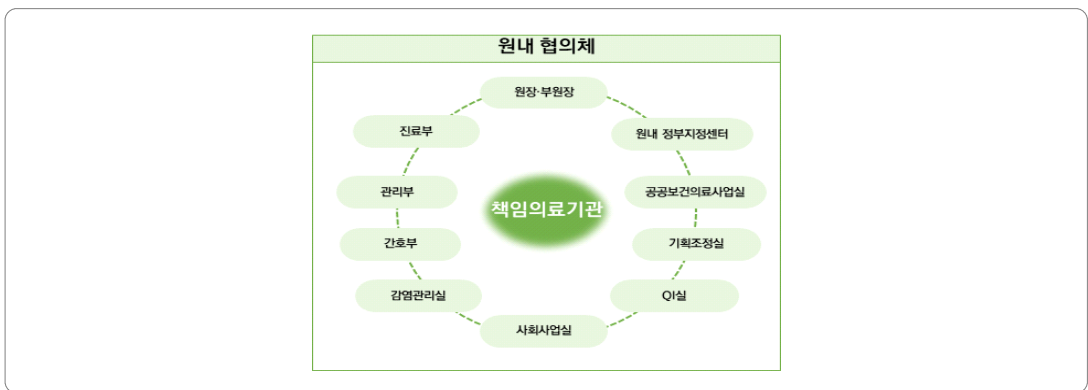 원내 협의체
원장·부원장
진료부
원내 정부지정센터
관리부
공공보건의료사업실
책임의료기관
간호부
기획조정실
감염관리실
QI실
사회사업실